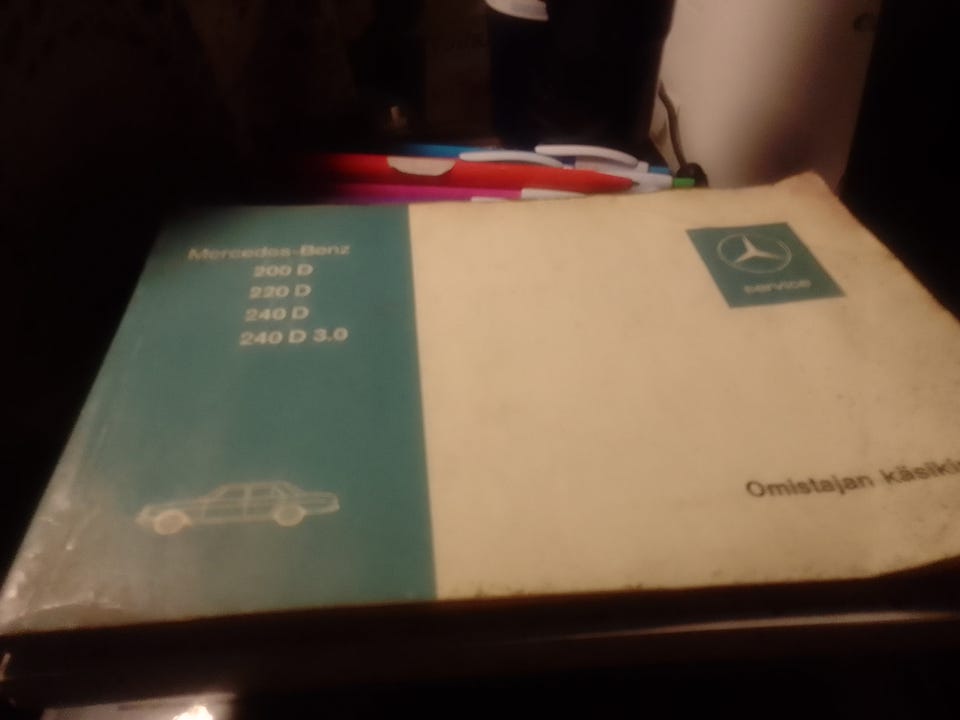 Mercedes-Benz
200 D
220 D
240 D
240 D 3.0
service
Omistajan